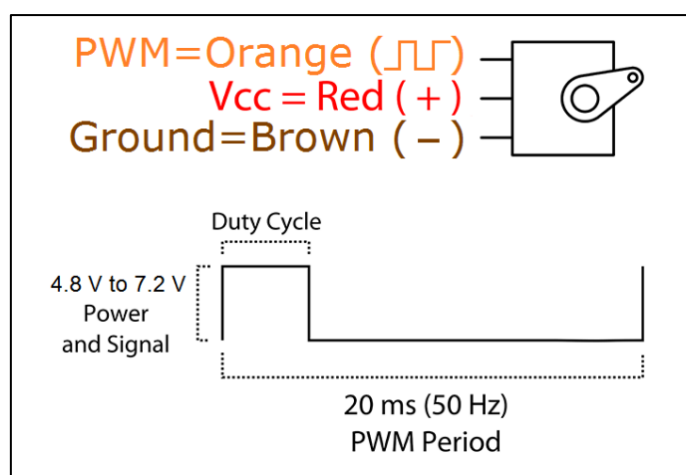 PWM=Orange ( )
Vcc = Red ( + )
Ground=Brown ( − )
Duty Cycle
4.8 V to 7.2 V
Power
and Signal
20 ms (50 Hz)
PWM Period